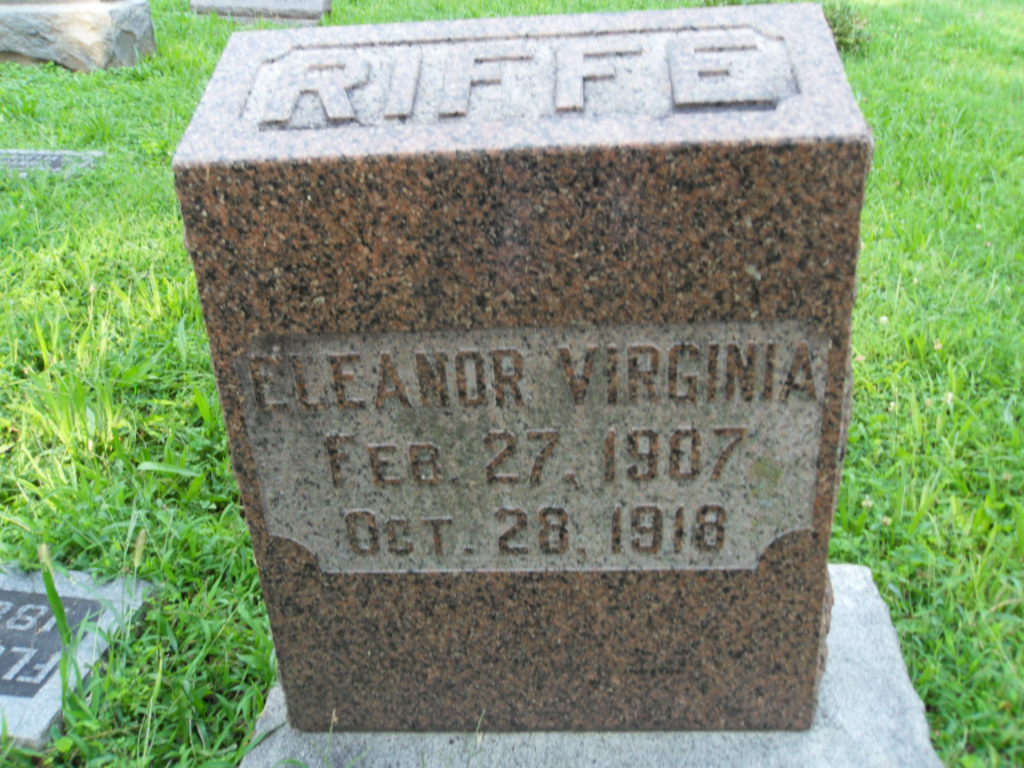 RIFFE
ELEANOR VIRGINIA
FEB. 27, 1907
OCT. 28, 1918